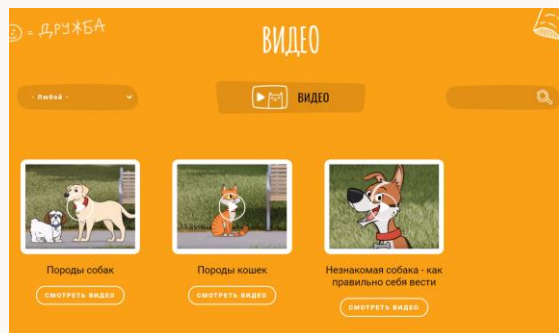 = ДРУЖБА
ВИДЕО
- Любой -
ВИДЕО
Породы собак
Породы кошек
Незнакомая собака - как
правильно себя вести
СМОТРЕТЬ ВИДЕО
СМОТРЕТЬ ВИДЕО
СМОТРЕТЬ ВИДЕО